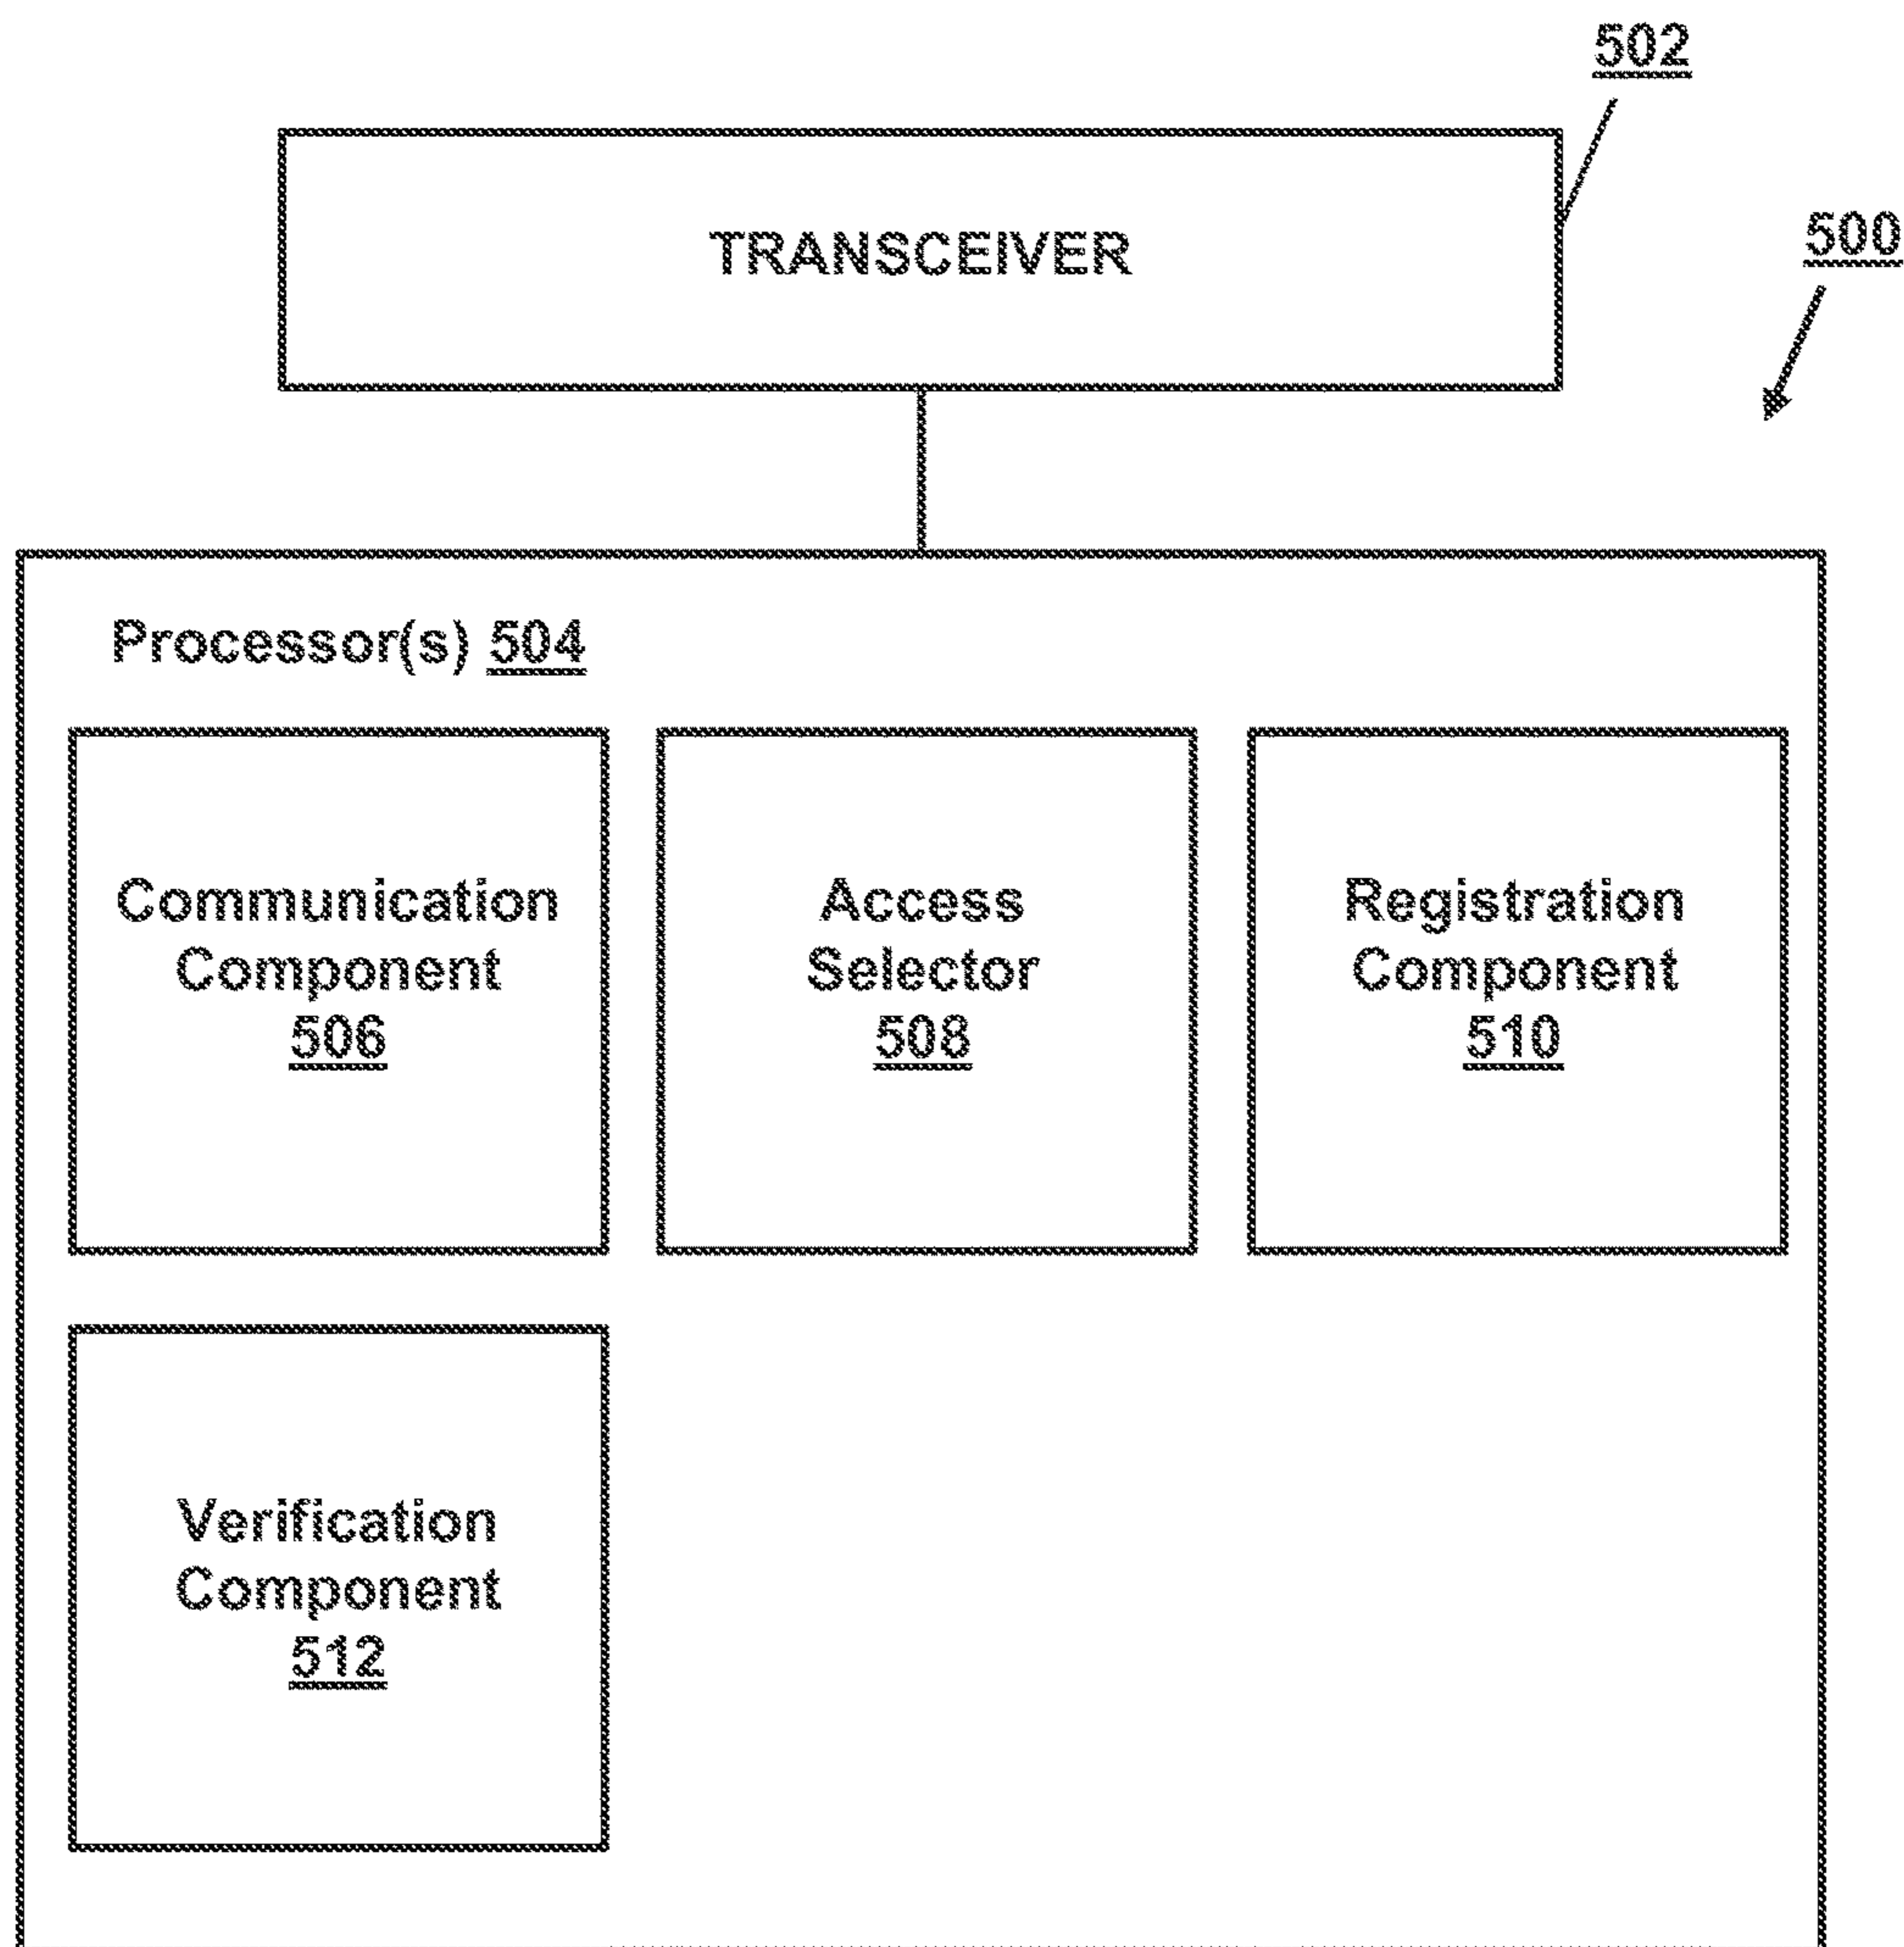 502
TRANSCEIVER
500
Processor(s) 504
Communication
Component
506
Access
Selector
508
Registration
Component
510
Verification
Component
512